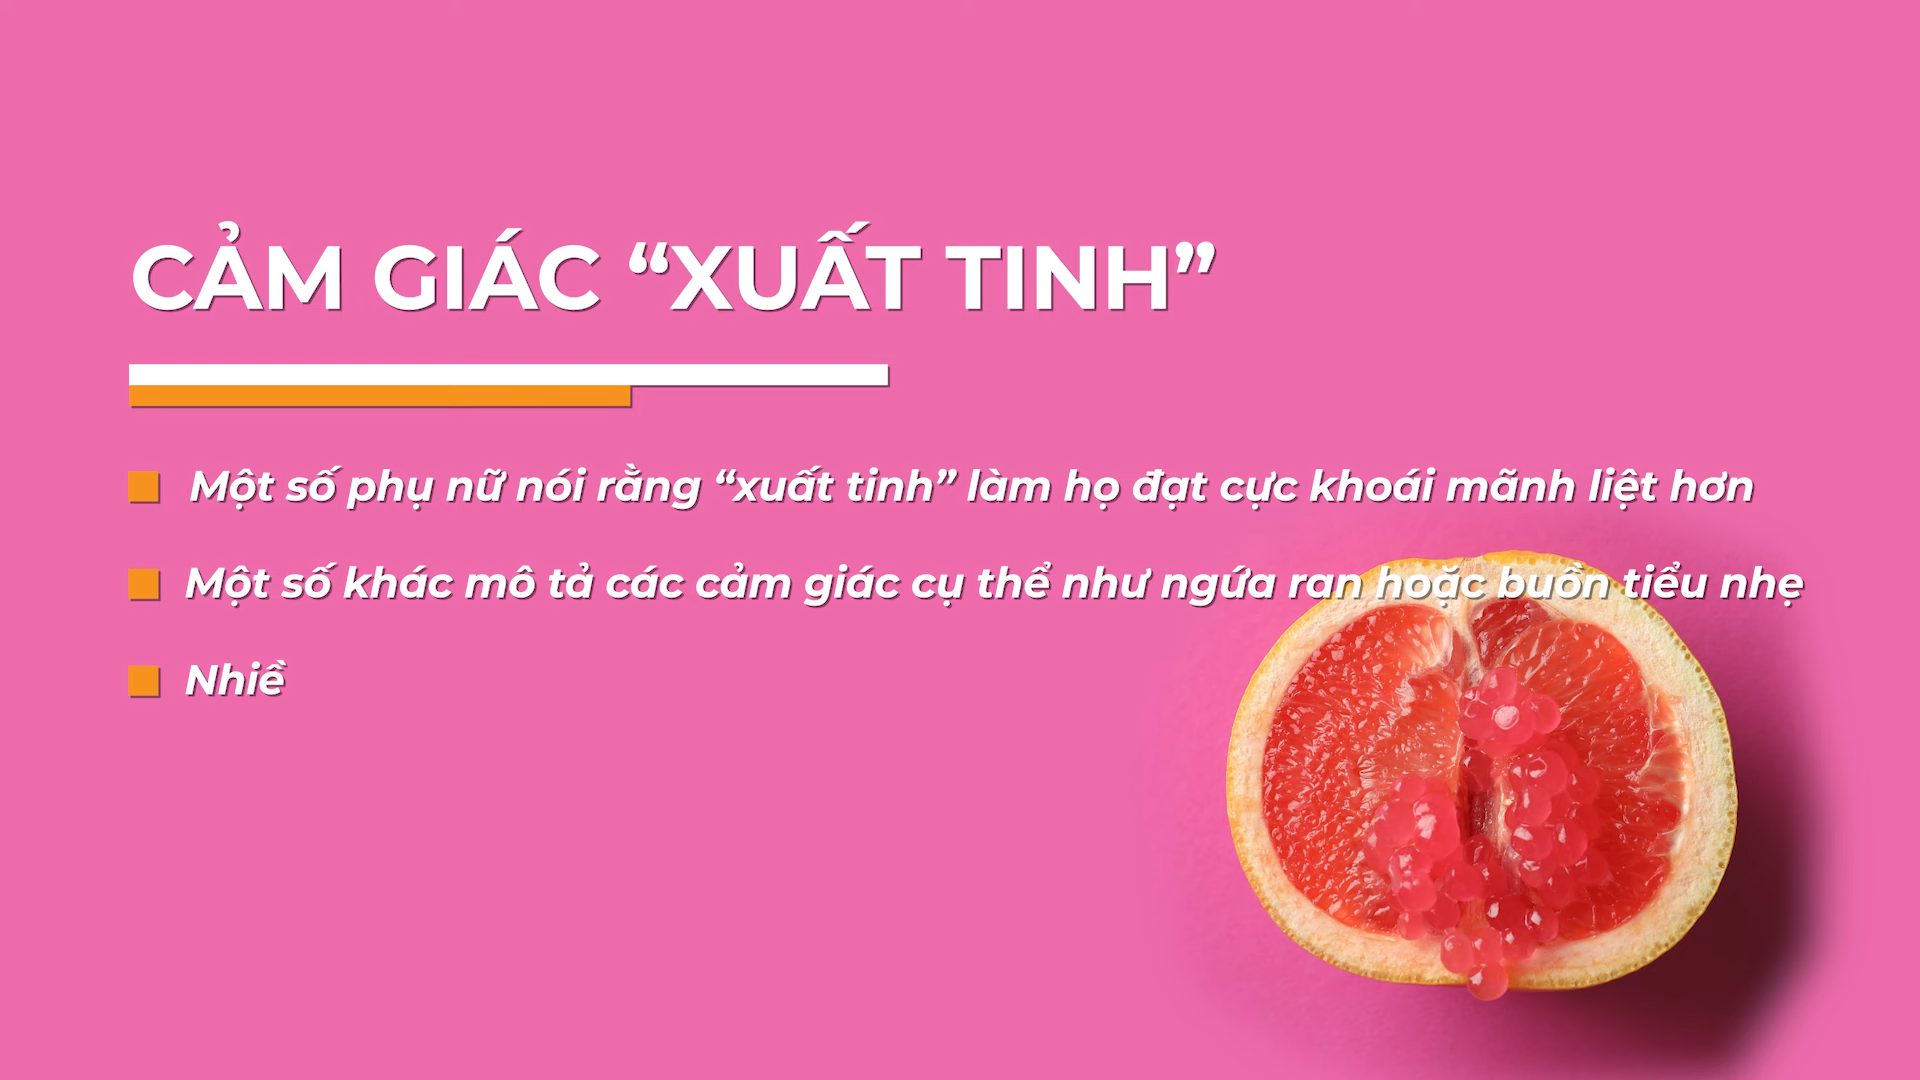 CẢM GIÁC “XUẤT TINH”
Một số phụ nữ nói rằng “xuất tinh” làm họ đạt cực khoái mãnh liệt hơn
Một số khác mô tả các cảm giác cụ thể như ngứa ran hoặc buồn tiểu nhẹ
Nhiề